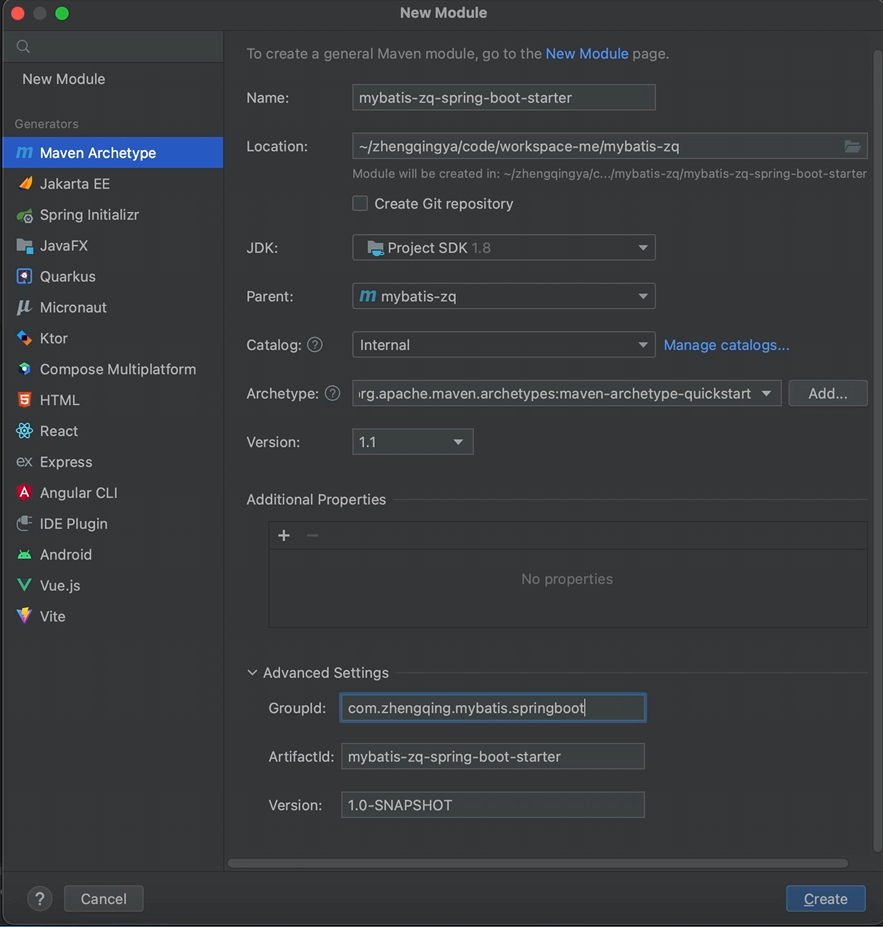 New Module
New Module
Generators
Maven Archetype
Jakarta EE
Spring Initializr
JavaFX
Quarkus
Micronaut
Ktor
Compose Multiplatform
HTML
React
Express
Angular CLI
IDE Plugin
Android
Vue.js
Vite
To create a general Maven module, go to the New Module page.
Name: mybatis-zq-spring-boot-starter
Location: ~/zhengqingya/code/workspace-me/mybatis-zq
Module will be created in: ~/zhengqingya/c.../mybatis-zq/mybatis-zq-spring-boot-starter
Create Git repository
JDK: Project SDK 1.8
Parent: m mybatis-zq
Catalog: ? Internal Manage catalogs...
Archetype: ? rg.apache.maven.archetypes:maven-archetype-quickstart Add...
Version: 1.1
Additional Properties
+ −
No properties
Advanced Settings
GroupId: com.zhengqing.mybatis.springboot
ArtifactId: mybatis-zq-spring-boot-starter
Version: 1.0-SNAPSHOT
? Cancel Create